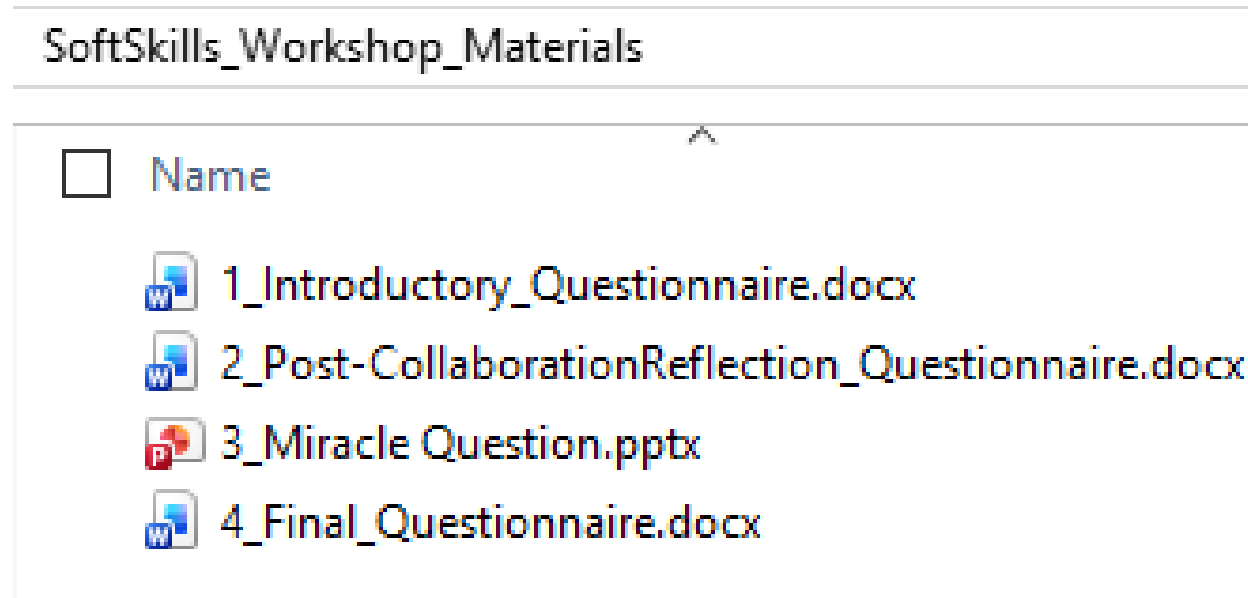 SoftSkills_Workshop_Materials
Name
1_Introductory_Questionnaire.docx
2_Post-CollaborationReflection_Questionnaire.docx
3_Miracle Question.pptx
4_Final_Questionnaire.docx